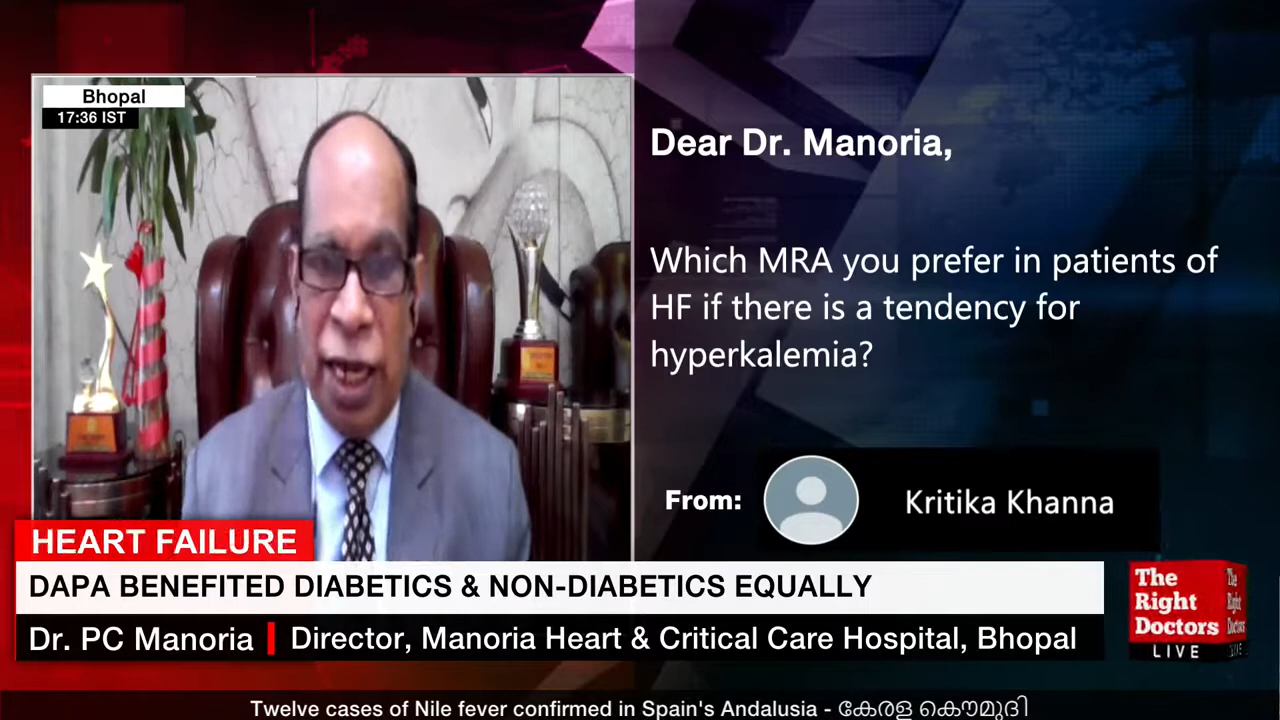 Bhopal
17:36 IST
Dear Dr. Manoria,
Which MRA you prefer in patients of
HF if there is a tendency for
hyperkalemia?
From:
Kritika Khanna
HEART FAILURE
DAPA BENEFITED DIABETICS & NON-DIABETICS EQUALLY
Dr. PC Manoria
Director, Manoria Heart & Critical Care Hospital, Bhopal
The
Right
Doctors
LIVE
Twelve cases of Nile fever confirmed in Spain's Andalusia - കേരള കൌമുദി